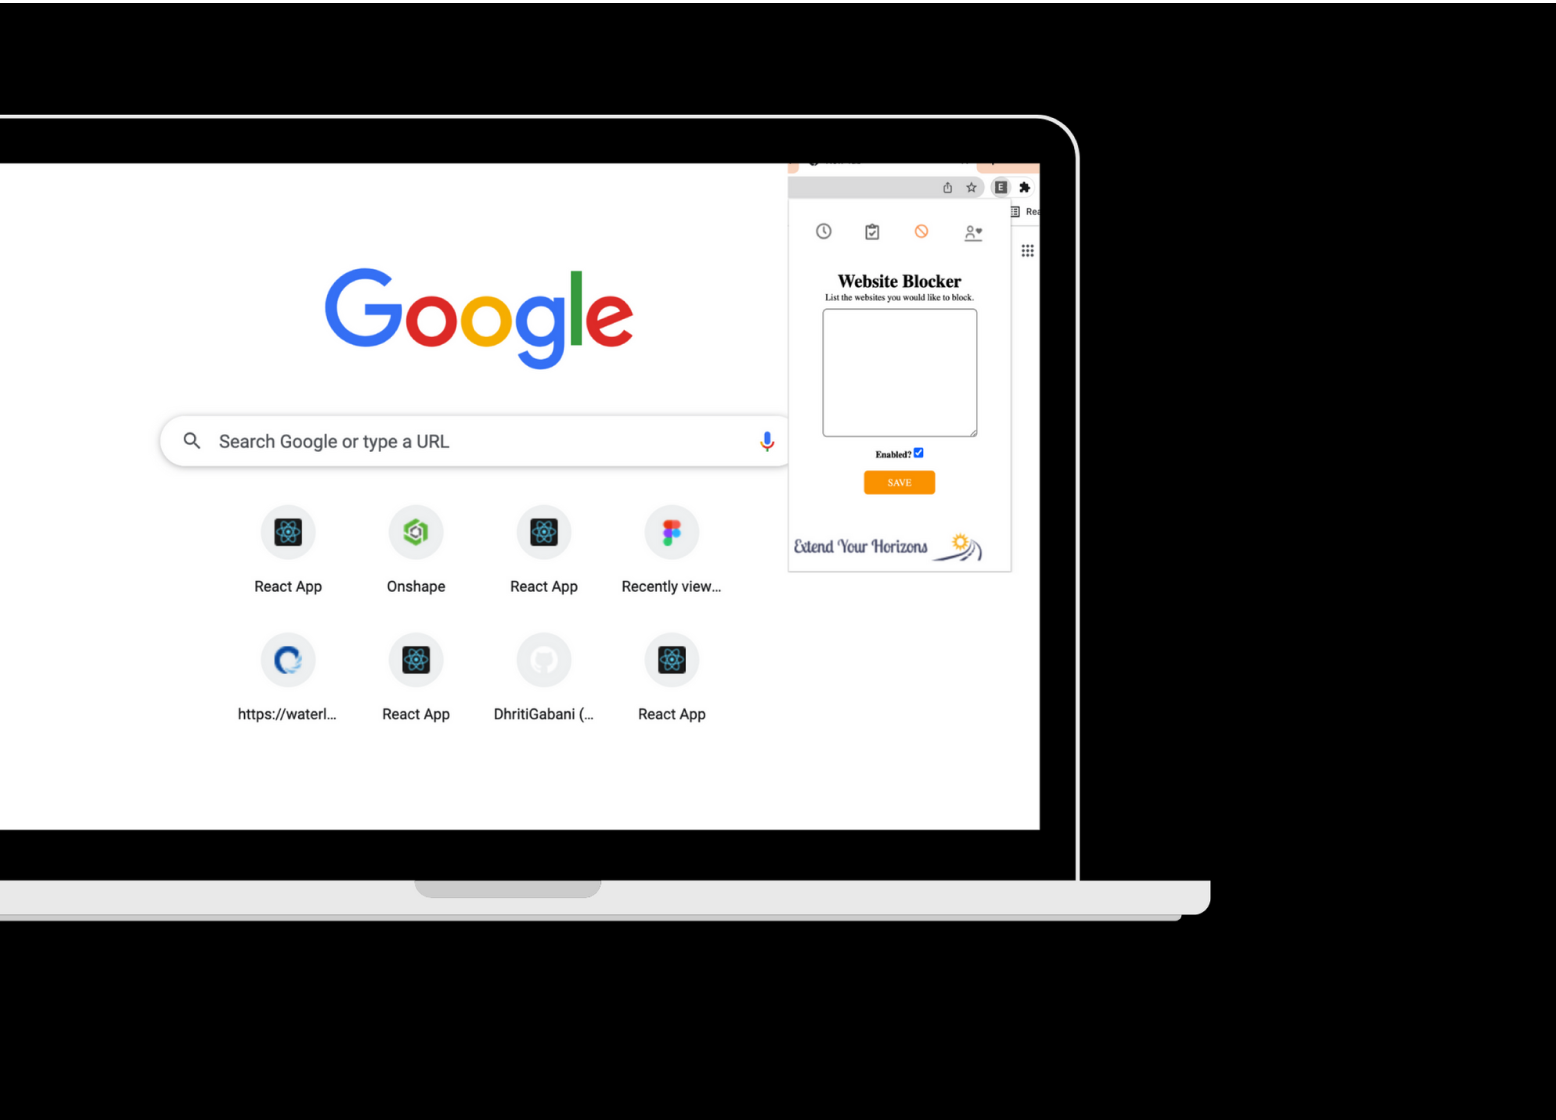 E
Rea
Google
Website Blocker
List the websites you would like to block.
Search Google or type a URL
Enabled?
SAVE
Extend Your Horizons
React App
Onshape
React App
Recently view...
https://waterl...
React App
DhritiGabani (...
React App